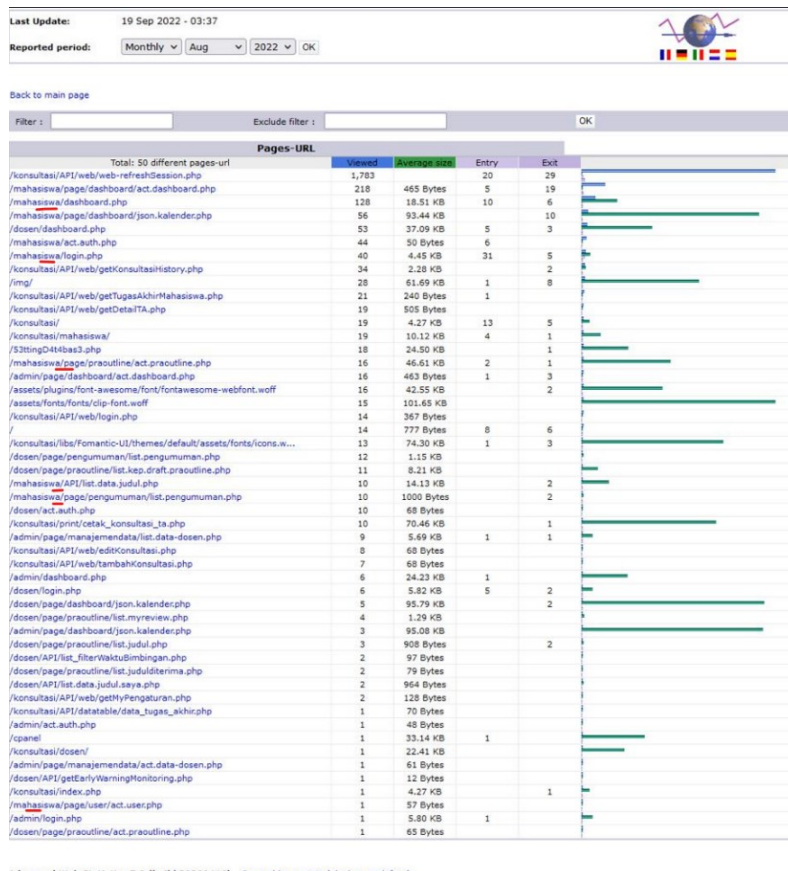 Last Update: 19 Sep 2022 - 03:37
Reported period: Monthly Aug 2022 OK
Back to main page
Filter : Exclude filter : OK
Pages-URL
Total: 50 different pages-url Viewed Average size Entry Exit
/konsultasi/API/web/web-refreshSession.php 1,783 20 29
/mahasiswa/page/dashboard/act.dashboard.php 218 465 Bytes 5 19
/mahasiswa/dashboard.php 128 18.51 KB 10 6
/mahasiswa/page/dashboard/json.kalender.php 56 93.44 KB 10
/dosen/dashboard.php 53 37.09 KB 5 3
/mahasiswa/act.auth.php 44 50 Bytes 6
/mahasiswa/login.php 40 4.45 KB 31 5
/konsultasi/API/web/getKonsultasiHistory.php 34 2.28 KB 2
/img/ 28 61.69 KB 1 8
/konsultasi/API/web/getTugasAkhirMahasiswa.php 21 240 Bytes 1
/konsultasi/API/web/getDetailTA.php 19 505 Bytes
/konsultasi/ 19 4.27 KB 13 5
/konsultasi/mahasiswa/ 19 10.12 KB 4 1
/53ttingD4t4bas3.php 18 24.50 KB 1
/mahasiswa/page/praoutline/act.praoutline.php 16 46.61 KB 2 1
/admin/page/dashboard/act.dashboard.php 16 463 Bytes 1 3
/assets/plugins/font-awesome/font/fontawesome-webfont.woff 16 42.55 KB 2
/assets/fonts/fonts/clip-font.woff 15 101.65 KB
/konsultasi/API/web/login.php 14 367 Bytes
/ 14 777 Bytes 8 6
/konsultasi/libs/Fomantic-UI/themes/default/assets/fonts/icons.w... 13 74.30 KB 1 3
/dosen/page/pengumuman/list.pengumuman.php 12 1.15 KB
/dosen/page/praoutline/list.kep.draft.praoutline.php 11 8.21 KB
/mahasiswa/API/list.data.judul.php 10 14.13 KB 2
/mahasiswa/page/pengumuman/list.pengumuman.php 10 1000 Bytes 2
/dosen/act.auth.php 10 68 Bytes
/konsultasi/print/cetak_konsultasi_ta.php 10 70.46 KB 1
/admin/page/manajemendata/list.data-dosen.php 9 5.69 KB 1 1
/konsultasi/API/web/editKonsultasi.php 8 68 Bytes
/konsultasi/API/web/tambahKonsultasi.php 7 68 Bytes
/admin/dashboard.php 6 24.23 KB 1
/dosen/login.php 6 5.82 KB 5 2
/dosen/page/dashboard/json.kalender.php 5 95.79 KB 2
/dosen/page/praoutline/list.myreview.php 4 1.29 KB
/admin/page/dashboard/json.kalender.php 3 95.08 KB
/dosen/page/praoutline/list.judul.php 3 908 Bytes 2
/dosen/API/list_filterWaktuBimbingan.php 2 97 Bytes
/dosen/page/praoutline/list.judulditerima.php 2 79 Bytes
/dosen/API/list.data.judul.saya.php 2 964 Bytes
/konsultasi/API/web/getMyPengaturan.php 2 128 Bytes
/konsultasi/API/datatable/data_tugas_akhir.php 1 70 Bytes
/admin/act.auth.php 1 48 Bytes
/cpanel 1 33.14 KB 1
/konsultasi/dosen/ 1 22.41 KB
/admin/page/manajemendata/act.data-dosen.php 1 61 Bytes
/dosen/API/getEarlyWarningMonitoring.php 1 12 Bytes
/konsultasi/index.php 1 4.27 KB 1
/mahasiswa/page/user/act.user.php 1 57 Bytes
/admin/login.php 1 5.80 KB 1
/dosen/page/praoutline/act.praoutline.php 1 65 Bytes